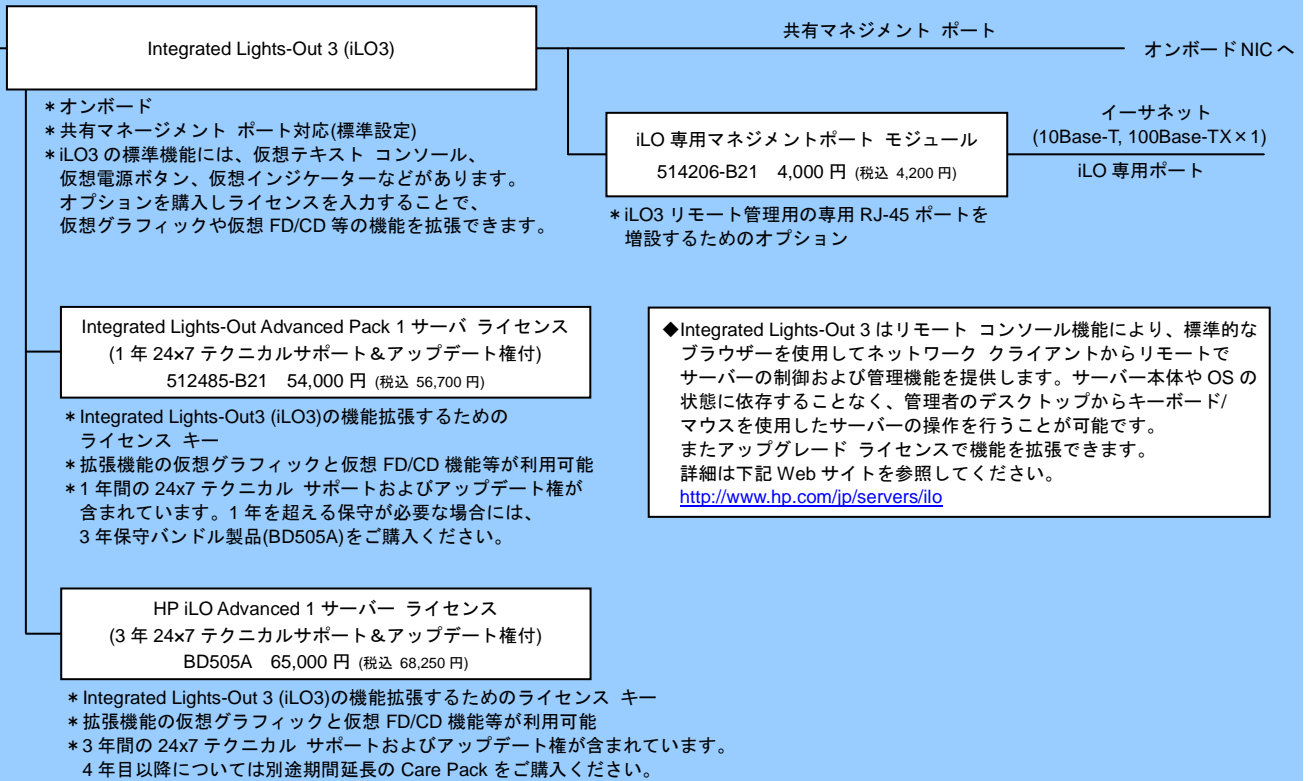 Integrated Lights-Out 3 (iLO3)
共有マネジメント ポート
オンボード NIC へ
＊オンボード
＊共有マネージメント ポート対応(標準設定)
＊iLO3 の標準機能には、仮想テキスト コンソール、
仮想電源ボタン、仮想インジケーターなどがあります。
オプションを購入しライセンスを入力することで、
仮想グラフィックや仮想 FD/CD 等の機能を拡張できます。
iLO 専用マネジメントポート モジュール
514206-B21 4,000 円 (税込 4,200 円)
イーサネット
(10Base-T, 100Base-TX×1)
iLO 専用ポート
＊iLO3 リモート管理用の専用 RJ-45 ポートを
増設するためのオプション
Integrated Lights-Out Advanced Pack 1 サーバ ライセンス
(1 年 24x7 テクニカルサポート＆アップデート権付)
512485-B21 54,000 円 (税込 56,700 円)
＊Integrated Lights-Out3 (iLO3)の機能拡張するための
ライセンス キー
＊拡張機能の仮想グラフィックと仮想 FD/CD 機能等が利用可能
＊1 年間の 24x7 テクニカル サポートおよびアップデート権が
含まれています。1 年を超える保守が必要な場合には、
3 年保守バンドル製品(BD505A)をご購入ください。
◆Integrated Lights-Out 3 はリモート コンソール機能により、標準的な
ブラウザーを使用してネットワーク クライアントからリモートで
サーバーの制御および管理機能を提供します。サーバー本体や OS の
状態に依存することなく、管理者のデスクトップからキーボード/
マウスを使用したサーバーの操作を行うことが可能です。
またアップグレード ライセンスで機能を拡張できます。
詳細は下記 Web サイトを参照してください。
http://www.hp.com/jp/servers/ilo
HP iLO Advanced 1 サーバー ライセンス
(3 年 24x7 テクニカルサポート＆アップデート権付)
BD505A 65,000 円 (税込 68,250 円)
＊Integrated Lights-Out 3 (iLO3)の機能拡張するためのライセンス キー
＊拡張機能の仮想グラフィックと仮想 FD/CD 機能等が利用可能
＊3 年間の 24x7 テクニカル サポートおよびアップデート権が含まれています。
4 年目以降については別途期間延長の Care Pack をご購入ください。